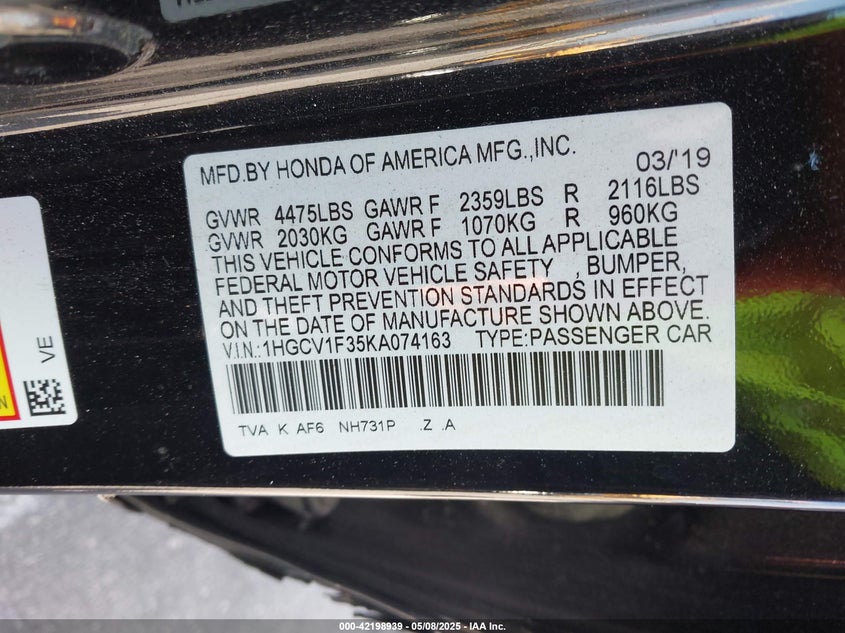 MFD.BY HONDA OF AMERICA MFG.,INC. 03/'19
GVWR 4475LBS GAWR F 2359LBS R 2116LBS
GVWR 2030KG GAWR F 1070KG R 960KG
THIS VEHICLE CONFORMS TO ALL APPLICABLE
FEDERAL MOTOR VEHICLE SAFETY , BUMPER,
AND THEFT PREVENTION STANDARDS IN EFFECT
ON THE DATE OF MANUFACTURE SHOWN ABOVE.
V.I.N.:1HGCV1F35KA074163 TYPE:PASSENGER CAR
TVA K AF6 NH731P .Z .A
VE
000-42198939 - 05/08/2025 - IAA Inc.